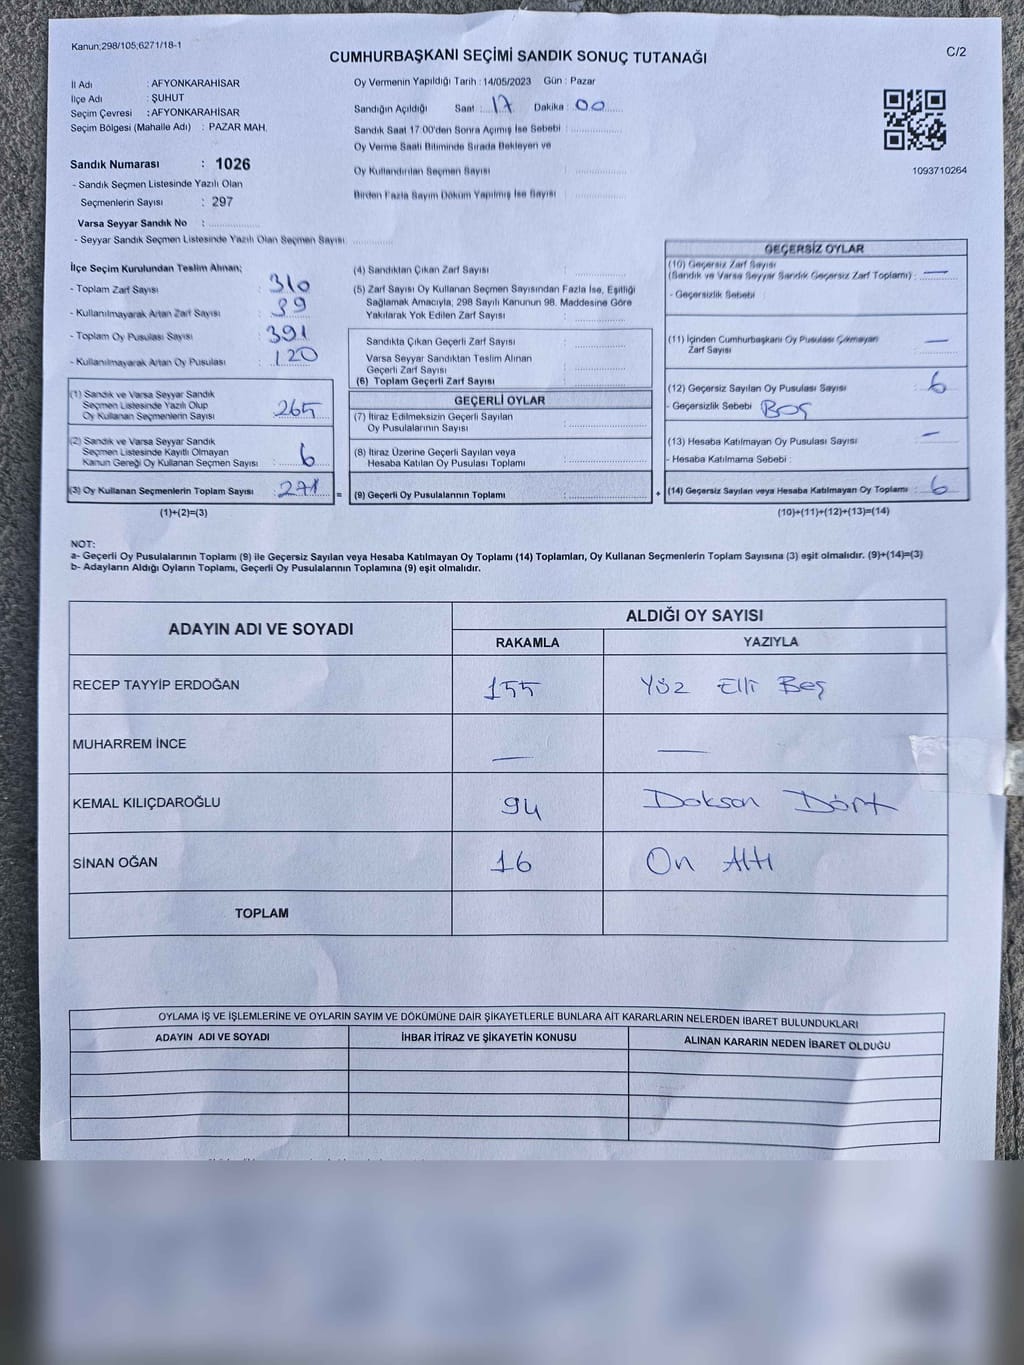 Kanun;298/105;6271/18-1
C/2
CUMHURBAŞKANI SEÇİMİ SANDIK SONUÇ TUTANAĞI
İl Adı : AFYONKARAHİSAR
İlçe Adı : ŞUHUT
Seçim Çevresi : AFYONKARAHİSAR
Seçim Bölgesi (Mahalle Adı) : PAZAR MAH.
Oy Vermenin Yapıldığı Tarih : 14/05/2023 Gün : Pazar
Sandığın Açıldığı Saat : 17 Dakika : 00
Sandık Saat 17:00'den Sonra Açılmış İse Sebebi :
Oy Verme Saati Bitiminde Sırada Bekleyen ve
Oy Kullandırılan Seçmen Sayısı :
Birden Fazla Sayım Döküm Yapılmış İse Sayısı :
1093710264
Sandık Numarası : 1026
- Sandık Seçmen Listesinde Yazılı Olan
Seçmenlerin Sayısı : 297
Varsa Seyyar Sandık No :
- Seyyar Sandık Seçmen Listesinde Yazılı Olan Seçmen Sayısı :
İlçe Seçim Kurulundan Teslim Alınan;
- Toplam Zarf Sayısı : 310
- Kullanılmayarak Artan Zarf Sayısı : 39
- Toplam Oy Pusulası Sayısı : 391
- Kullanılmayarak Artan Oy Pusulası : 120
(1) Sandık ve Varsa Seyyar Sandık
Seçmen Listesinde Yazılı Olup
Oy Kullanan Seçmenlerin Sayısı : 265
(2) Sandık ve Varsa Seyyar Sandık
Seçmen Listesinde Kayıtlı Olmayan
Kanun Gereği Oy Kullanan Seçmen Sayısı : 6
(3) Oy Kullanan Seçmenlerin Toplam Sayısı : 271 =
(1)+(2)=(3)
(4) Sandıktan Çıkan Zarf Sayısı :
(5) Zarf Sayısı Oy Kullanan Seçmen Sayısından Fazla İse, Eşitliği
Sağlamak Amacıyla; 298 Sayılı Kanunun 98. Maddesine Göre
Yakılarak Yok Edilen Zarf Sayısı :
Sandıkta Çıkan Geçerli Zarf Sayısı :
Varsa Seyyar Sandıktan Teslim Alınan
Geçerli Zarf Sayısı :
(6) Toplam Geçerli Zarf Sayısı :
GEÇERLİ OYLAR
(7) İtiraz Edilmeksizin Geçerli Sayılan
Oy Pusulalarının Sayısı :
(8) İtiraz Üzerine Geçerli Sayılan veya
Hesaba Katılan Oy Pusulası Toplamı :
(9) Geçerli Oy Pusulalarının Toplamı : +
GEÇERSİZ OYLAR
(10) Geçersiz Zarf Sayısı
(Sandık ve Varsa Seyyar Sandık Geçersiz Zarf Toplamı) : —
- Geçersizlik Sebebi :
(11) İçinden Cumhurbaşkanı Oy Pusulası Çıkmayan
Zarf Sayısı : —
(12) Geçersiz Sayılan Oy Pusulası Sayısı : 6
- Geçersizlik Sebebi : BOŞ
(13) Hesaba Katılmayan Oy Pusulası Sayısı : —
- Hesaba Katılmama Sebebi :
(14) Geçersiz Sayılan veya Hesaba Katılmayan Oy Toplamı : 6
(10)+(11)+(12)+(13)=(14)
NOT:
a- Geçerli Oy Pusulalarının Toplamı (9) ile Geçersiz Sayılan veya Hesaba Katılmayan Oy Toplamı (14) Toplamları, Oy Kullanan Seçmenlerin Toplam Sayısına (3) eşit olmalıdır. (9)+(14)=(3)
b- Adayların Aldığı Oyların Toplamı, Geçerli Oy Pusulalarının Toplamına (9) eşit olmalıdır.
ADAYIN ADI VE SOYADI ALDIĞI OY SAYISI
RAKAMLA YAZIYLA
RECEP TAYYİP ERDOĞAN 155 Yüz Elli Beş
MUHARREM İNCE — —
KEMAL KILIÇDAROĞLU 94 Doksan Dört
SİNAN OĞAN 16 On Altı
TOPLAM
OYLAMA İŞ VE İŞLEMLERİNE VE OYLARIN SAYIM VE DÖKÜMÜNE DAİR ŞİKAYETLERLE BUNLARA AİT KARARLARIN NELERDEN İBARET BULUNDUKLARI
ADAYIN ADI VE SOYADI İHBAR İTİRAZ VE ŞİKAYETİN KONUSU ALINAN KARARIN NEDEN İBARET OLDUĞU